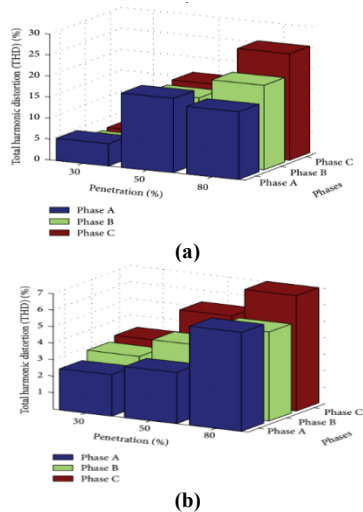 Total harmonic distortion (THD) (%)
30
25
20
15
10
5
0
30
50
80
Penetration (%)
Phase A
Phase B
Phase C
Phases
Phase A
Phase B
Phase C
(a)
Total harmonic distortion (THD) (%)
7
6
5
4
3
2
1
30
50
80
Penetration (%)
Phase A
Phase B
Phase C
Phases
Phase A
Phase B
Phase C
(b)